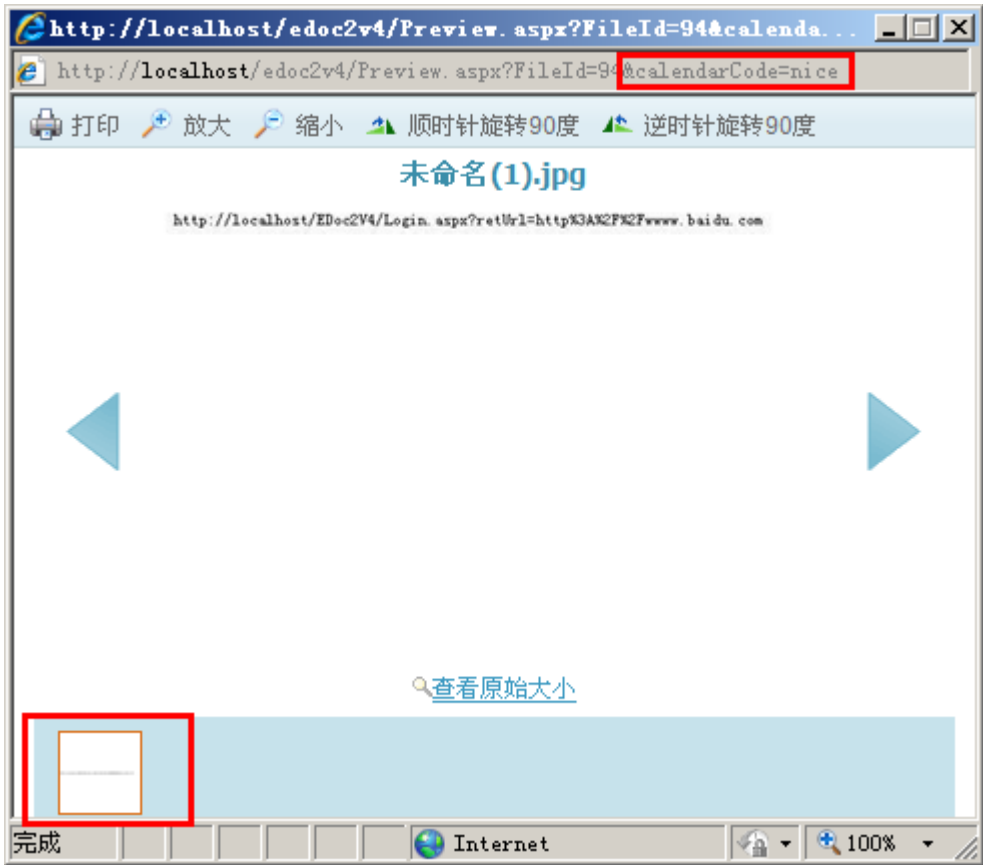 http://localhost/edoc2v4/Preview.aspx?FileId=94&calenda...
http://localhost/edoc2v4/Preview.aspx?FileId=94&calendarCode=nice
打印 放大 缩小 顺时针旋转90度 逆时针旋转90度
未命名(1).jpg
http://localhost/EDoc2V4/Login.aspx?retUrl=http%3A%2F%2Fwww.baidu.com
查看原始大小
完成 Internet 100%